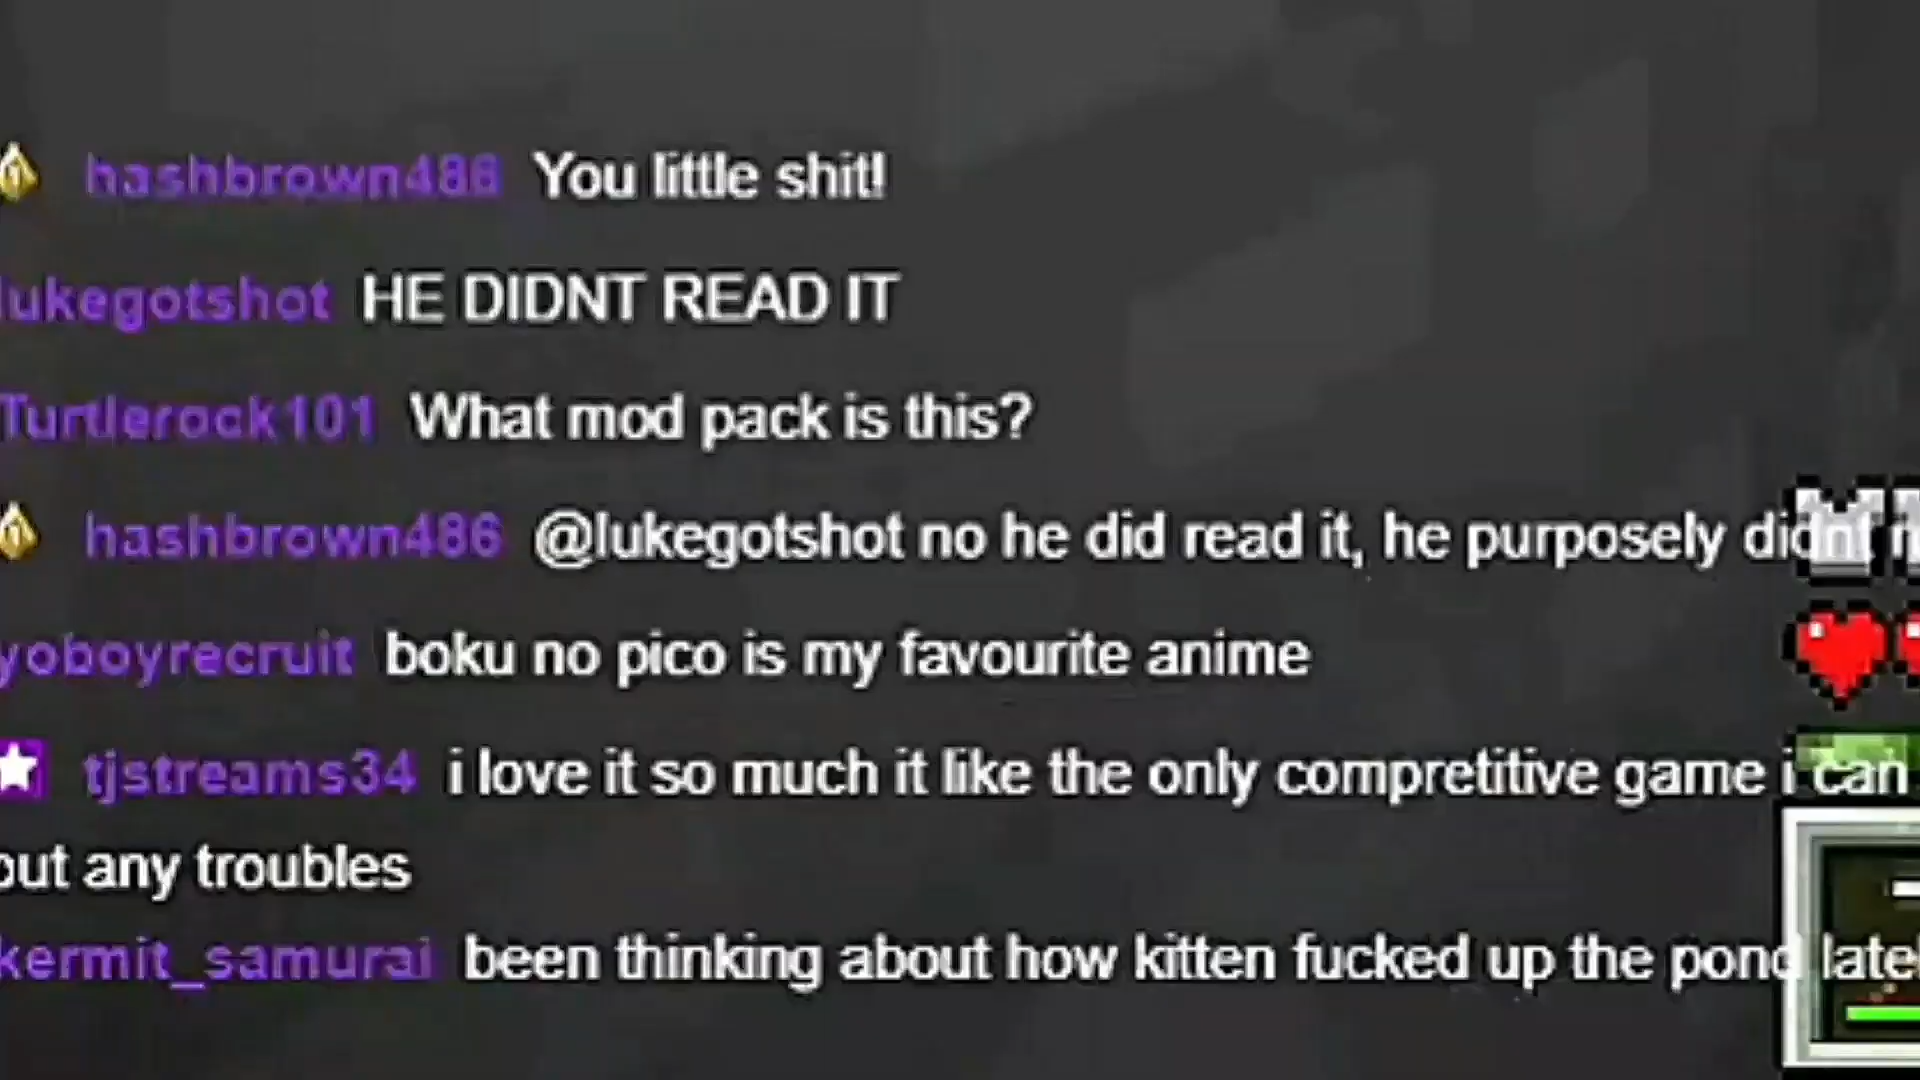 hashbrown486 You little shit!
lukegotshot HE DIDNT READ IT
Turtlerock101 What mod pack is this?
hashbrown486 @lukegotshot no he did read it, he purposely didnt
yoboyrecruit boku no pico is my favourite anime
tjstreams34 i love it so much it like the only compretitive game i can
out any troubles
kermit_samurai been thinking about how kitten fucked up the pond